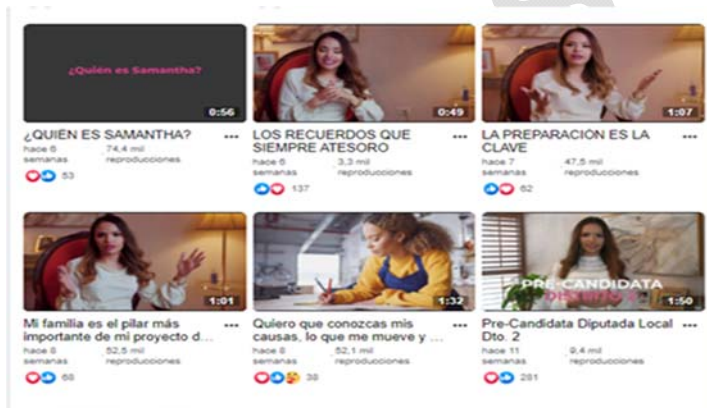 ¿Quién es Samantha?
0:56
0:49
1:07
¿QUIÉN ES SAMANTHA? ...
LOS RECUERDOS QUE ...
SIEMPRE ATESORO
LA PREPARACIÓN ES LA ...
CLAVE
hace 6 semanas · 74,4 mil reproducciones
hace 6 semanas · 3,3 mil reproducciones
hace 7 semanas · 47,5 mil reproducciones
53
137
62
1:01
1:32
PRE-CANDIDATA
DISTRITO 2
1:50
Mi familia es el pilar más ...
importante de mi proyecto d...
Quiero que conozcas mis ...
causas, lo que me mueve y ...
Pre-Candidata Diputada Local ...
Dto. 2
hace 8 semanas · 52,5 mil reproducciones
hace 8 semanas · 52,1 mil reproducciones
hace 11 semanas · 9,4 mil reproducciones
68
38
281